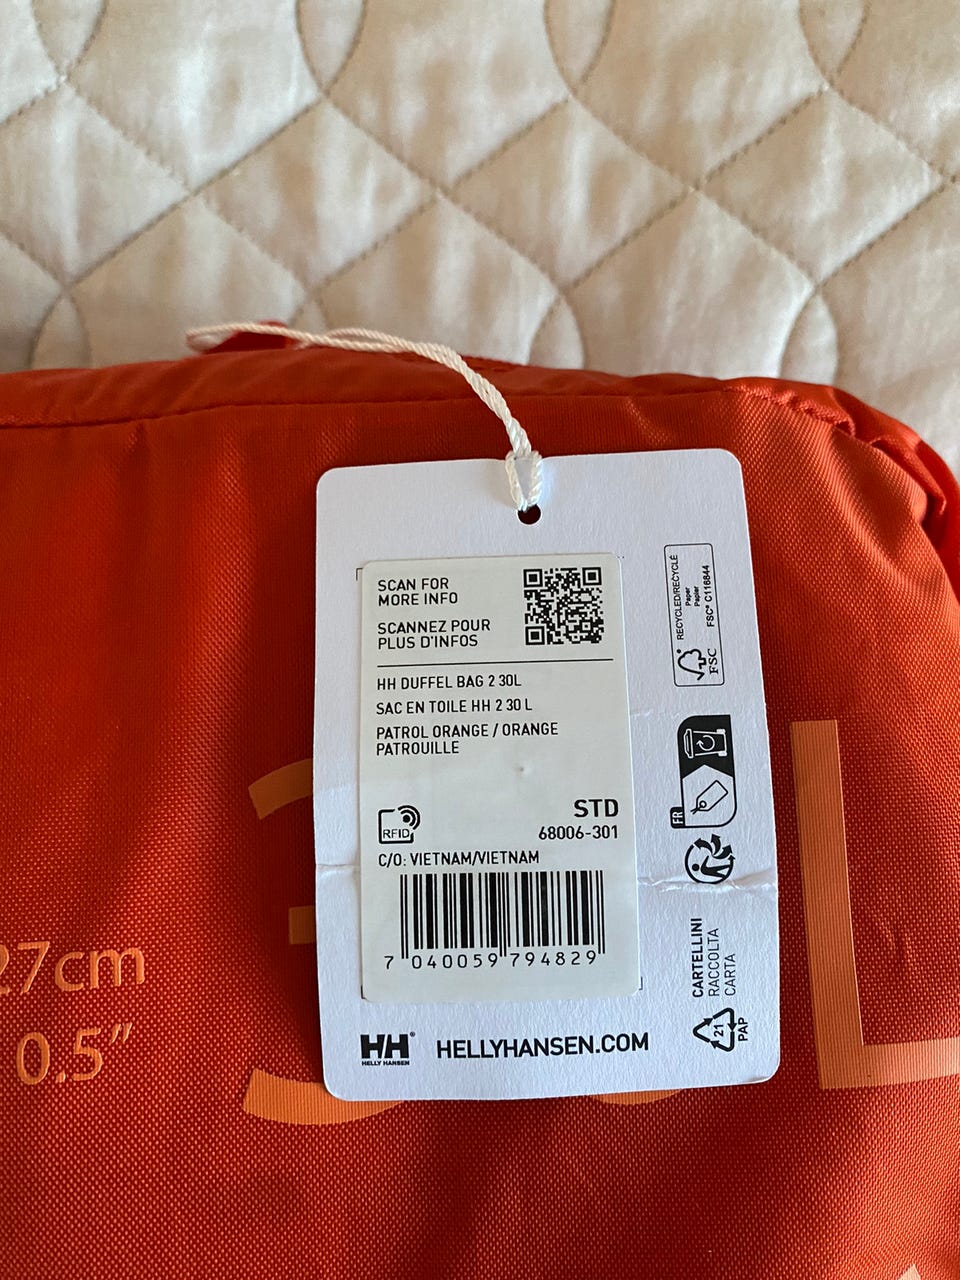 SCAN FOR
MORE INFO
SCANNEZ POUR
PLUS D'INFOS
HH DUFFEL BAG 2 30L
SAC EN TOILE HH 2 30 L
PATROL ORANGE / ORANGE
PATROUILLE
RFID
STD
68006-301
C/O: VIETNAM/VIETNAM
7 040059 794829
HH®
HELLY HANSEN
HELLYHANSEN.COM
RECYCLED/RECYCLÉ
Paper
Papier
FSC® C116844
FSC
FR
CARTELLINI
RACCOLTA
CARTA
21
PAP
27cm
0.5”
L